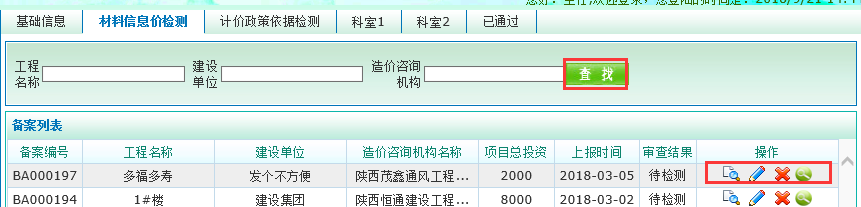 您好! 主任,欢迎登录, 您登陆的时间是: 2018/3/21 14:4
基础信息 材料信息价检测 计价政策依据检测 科室1 科室2 已通过
工程名称 建设单位 造价咨询机构 查 找
备案列表
备案编号 工程名称 建设单位 造价咨询机构名称 项目总投资 上报时间 审查结果 操作
BA000197 多福多寿 发个不方便 陕西茂鑫通风工程... 2000 2018-03-05 待检测
BA000194 1#楼 建设集团 陕西恒通建设工程... 8000 2018-03-02 待检测